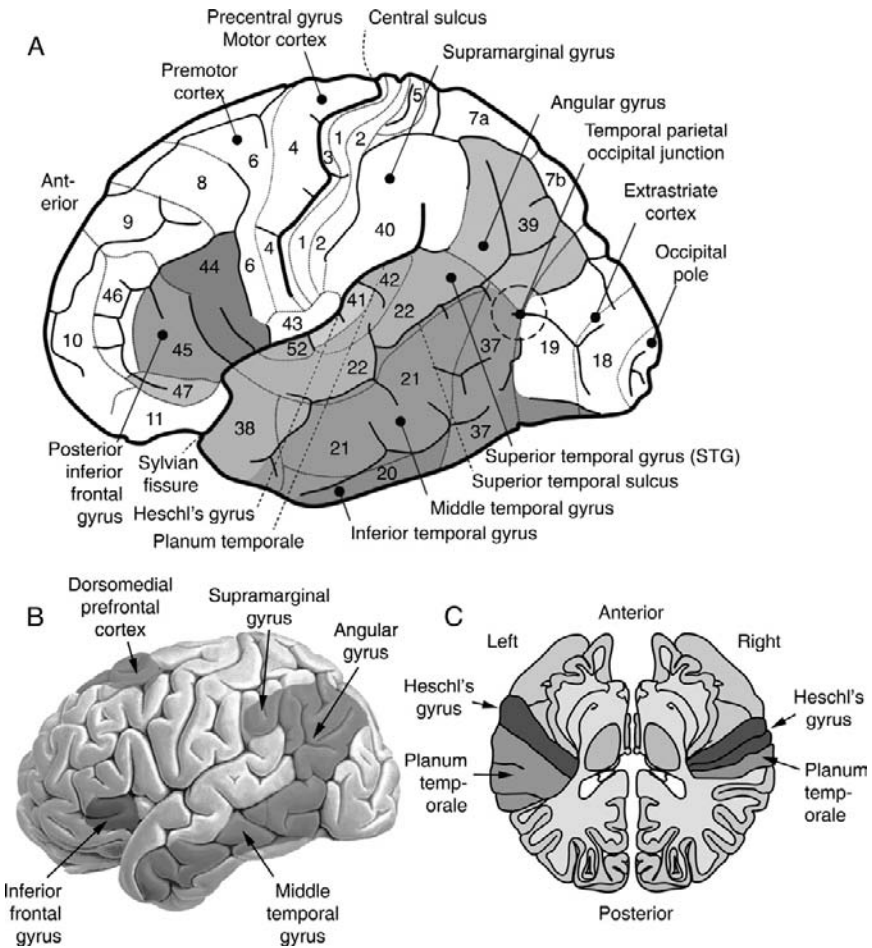 A
Precentral gyrus
Motor cortex
Central sulcus
Premotor
cortex
Supramarginal gyrus
Angular gyrus
Temporal parietal
occipital junction
Extrastriate
cortex
Occipital
pole
Ant-
erior
5
7a
1
2
3
4
6
8
7b
9
39
40
44
4
1
2
6
42
46
41
22
43
10
45
52
37
19
18
22
21
47
11
38
21
37
20
Posterior
inferior
frontal
gyrus
Sylvian
fissure
Heschl's gyrus
Planum temporale
Superior temporal gyrus (STG)
Superior temporal sulcus
Middle temporal gyrus
Inferior temporal gyrus
B
Dorsomedial
prefrontal
cortex
Supramarginal
gyrus
Angular
gyrus
Inferior
frontal
gyrus
Middle
temporal
gyrus
C
Anterior
Left
Right
Heschl's
gyrus
Heschl's
gyrus
Planum
temp-
orale
Planum
temp-
orale
Posterior